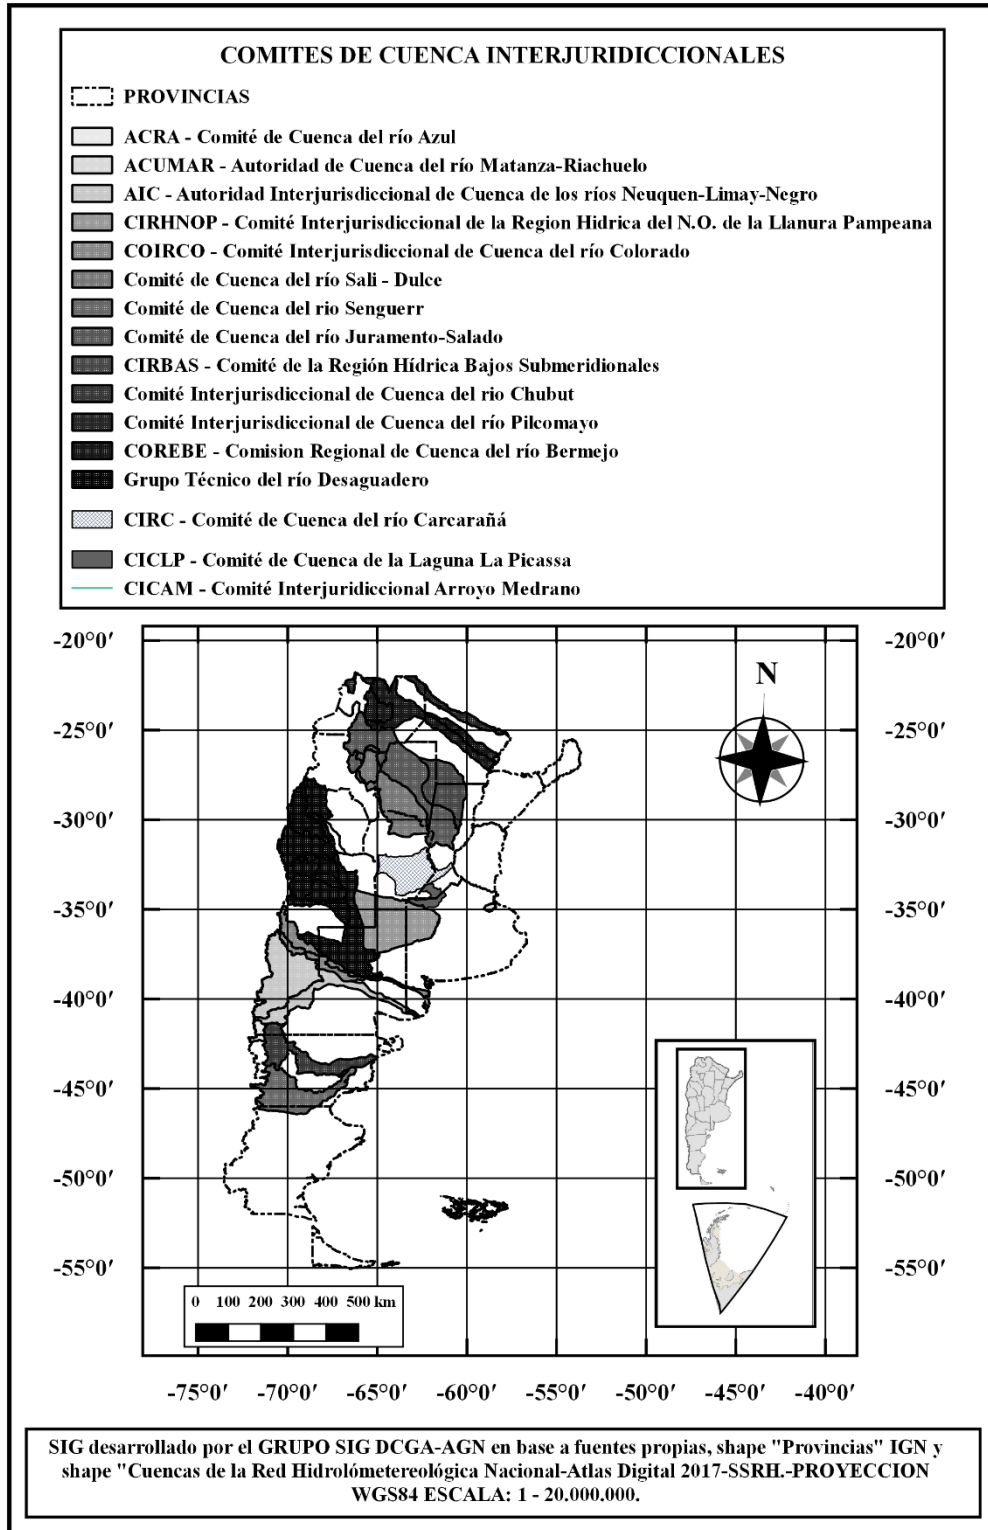 COMITES DE CUENCA INTERJURIDICCIONALES
PROVINCIAS
ACRA - Comité de Cuenca del río Azul
ACUMAR - Autoridad de Cuenca del río Matanza-Riachuelo
AIC - Autoridad Interjurisdiccional de Cuenca de los ríos Neuquen-Limay-Negro
CIRHNOP - Comité Interjurisdiccional de la Region Hidrica del N.O. de la Llanura Pampeana
COIRCO - Comité Interjurisdiccional de Cuenca del río Colorado
Comité de Cuenca del río Sali - Dulce
Comité de Cuenca del rio Senguerr
Comité de Cuenca del río Juramento-Salado
CIRBAS - Comité de la Región Hídrica Bajos Submeridionales
Comité Interjurisdiccional de Cuenca del rio Chubut
Comité Interjurisdiccional de Cuenca del río Pilcomayo
COREBE - Comision Regional de Cuenca del río Bermejo
Grupo Técnico del río Desaguadero
CIRC - Comité de Cuenca del río Carcarañá
CICLP - Comité de Cuenca de la Laguna La Picassa
CICAM - Comité Interjuridiccional Arroyo Medrano
-20°0′ -20°0′
N
-25°0′ -25°0′
-30°0′ -30°0′
-35°0′ -35°0′
-40°0′ -40°0′
-45°0′ -45°0′
-50°0′ -50°0′
-55°0′ -55°0′
0 100 200 300 400 500 km
-75°0′ -70°0′ -65°0′ -60°0′ -55°0′ -50°0′ -45°0′ -40°0′
SIG desarrollado por el GRUPO SIG DCGA-AGN en base a fuentes propias, shape "Provincias" IGN y
shape "Cuencas de la Red Hidrolómetereológica Nacional-Atlas Digital 2017-SSRH.-PROYECCION
WGS84 ESCALA: 1 - 20.000.000.